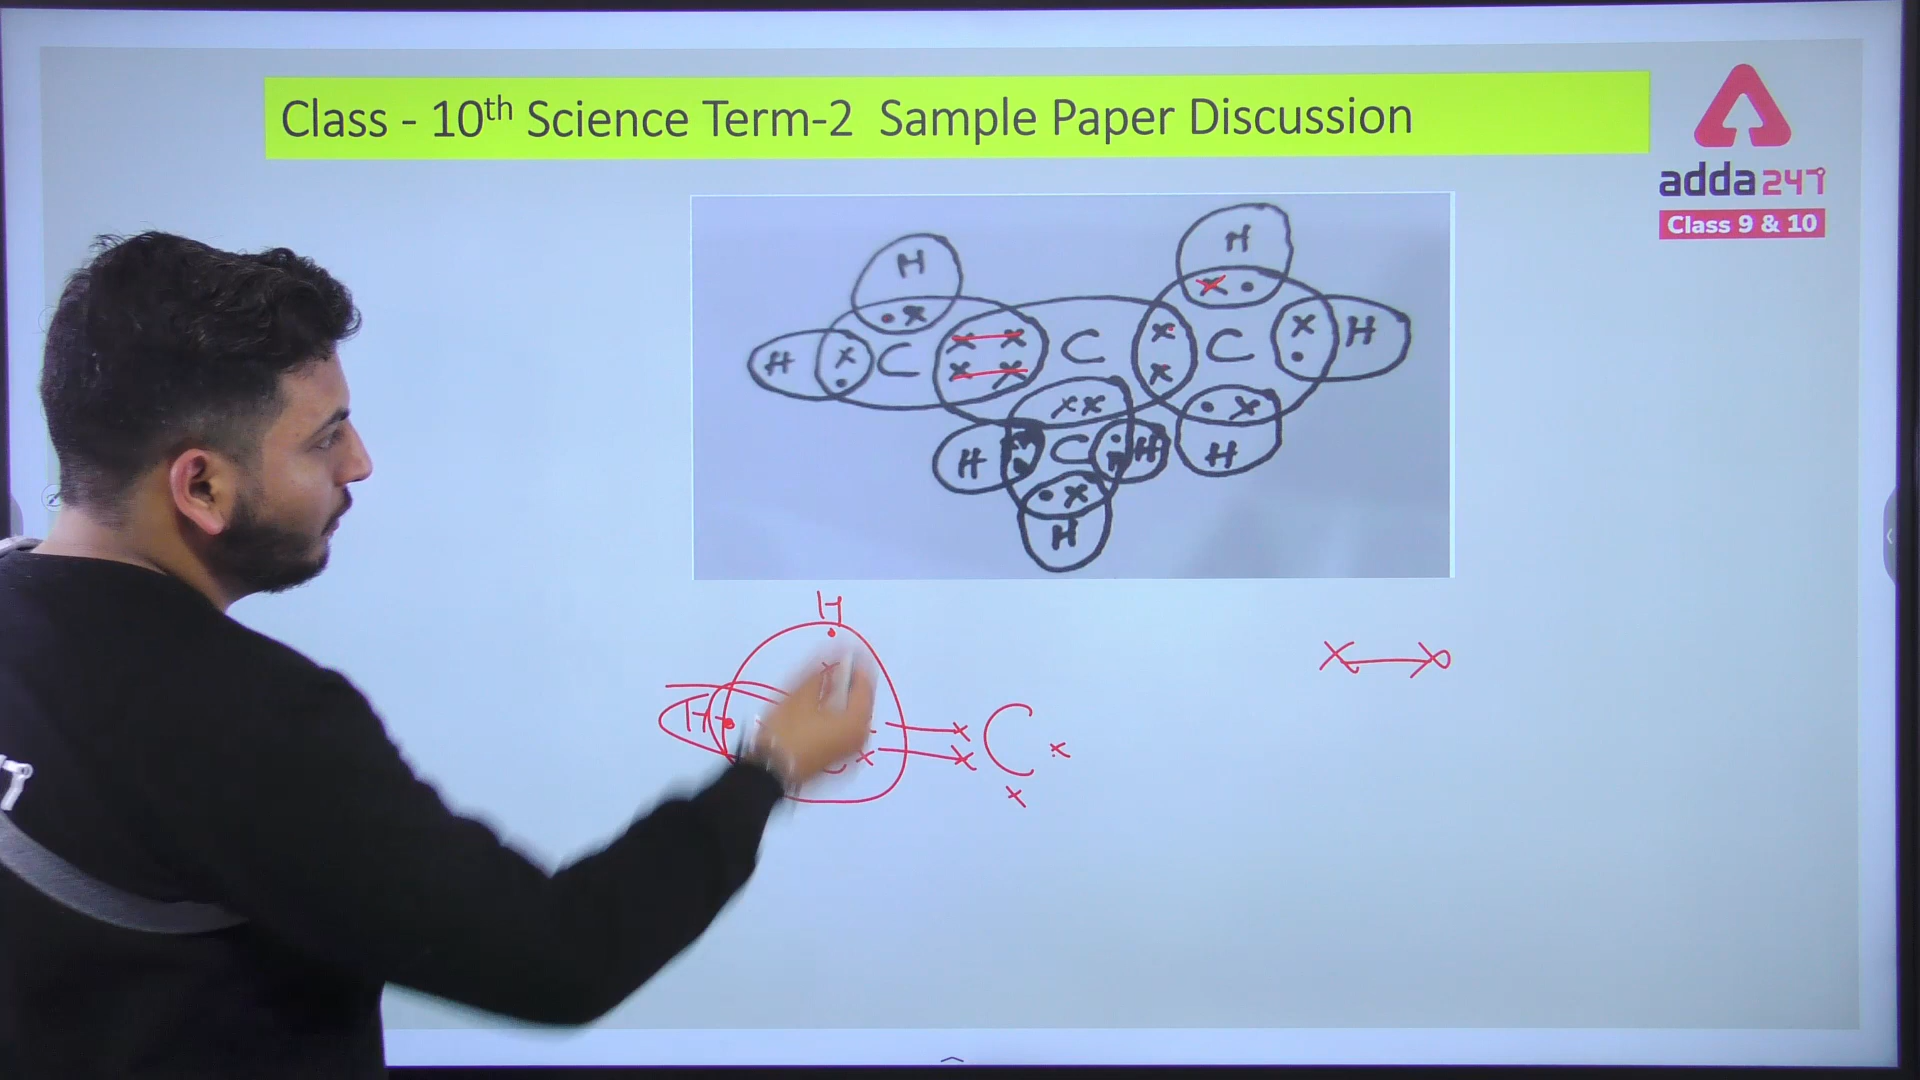 Class - 10th Science Term-2 Sample Paper Discussion
adda247
Class 9 & 10
H
H
H
C
C
C
H
H
C
H
H
H
H
H
C